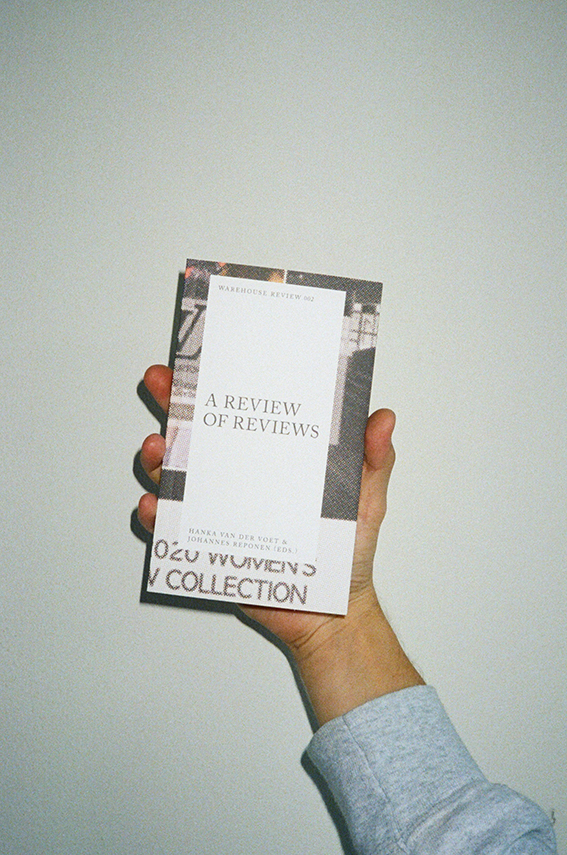 WAREHOUSE REVIEW 002
A REVIEW
OF REVIEWS
HANKA VAN DER VOET &
JOHANNES REPONEN (EDS.)
020 WOMEN'S
V COLLECTION